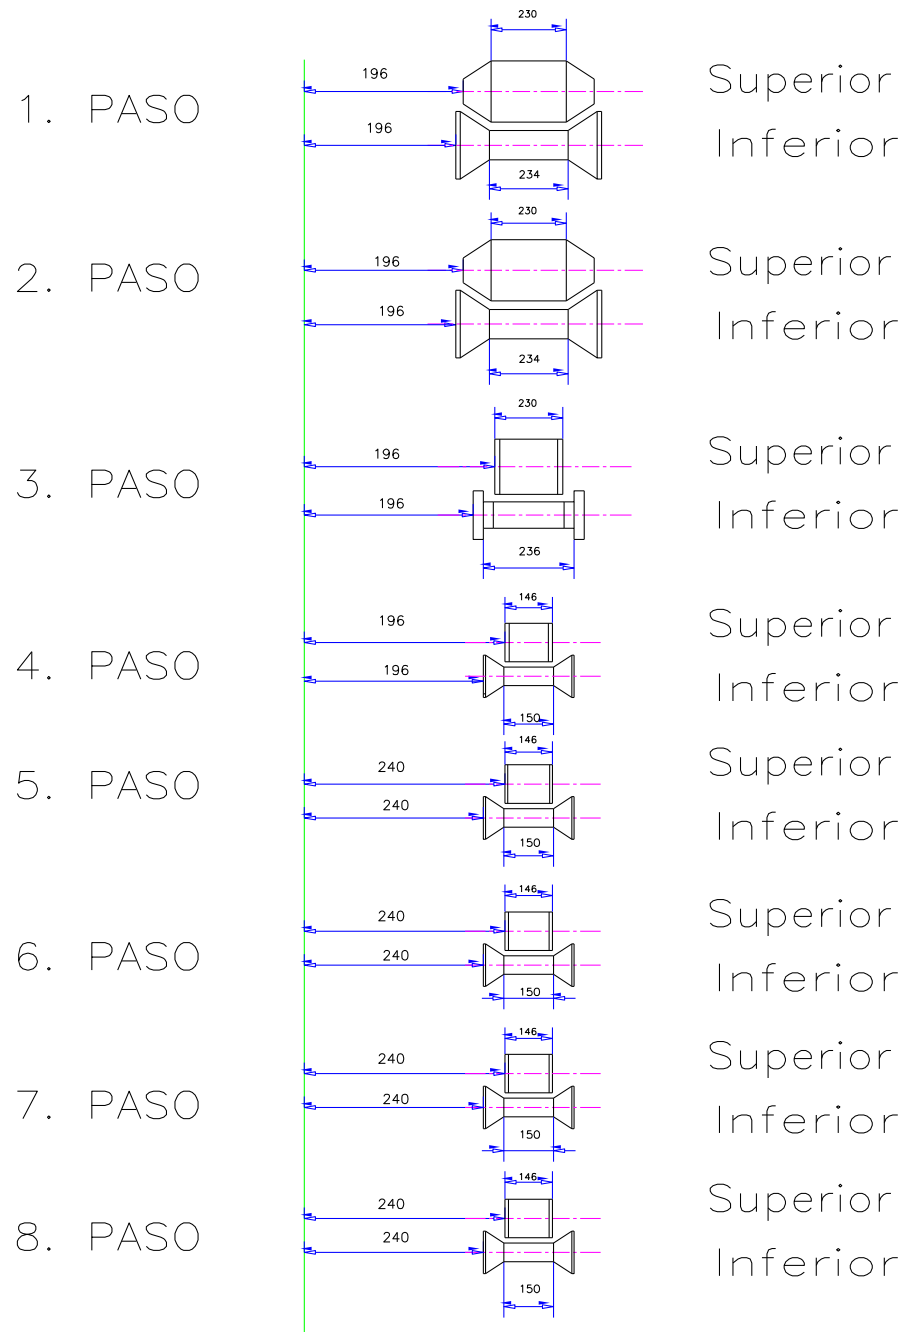 230
196
Superior
1. PASO
196
Inferior
234
230
196
Superior
2. PASO
196
Inferior
234
230
196
Superior
3. PASO
196
Inferior
236
146
196
Superior
4. PASO
196
Inferior
150
146
240
Superior
5. PASO
240
Inferior
150
146
240
Superior
6. PASO
240
Inferior
150
146
240
Superior
7. PASO
240
Inferior
150
146
240
Superior
8. PASO
240
Inferior
150